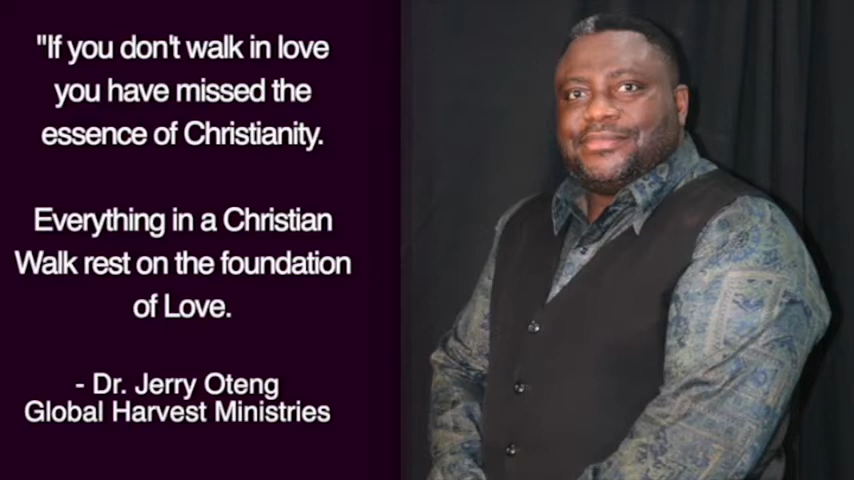 "If you don't walk in love
you have missed the
essence of Christianity.
Everything in a Christian
Walk rest on the foundation
of Love.
- Dr. Jerry Oteng
Global Harvest Ministries